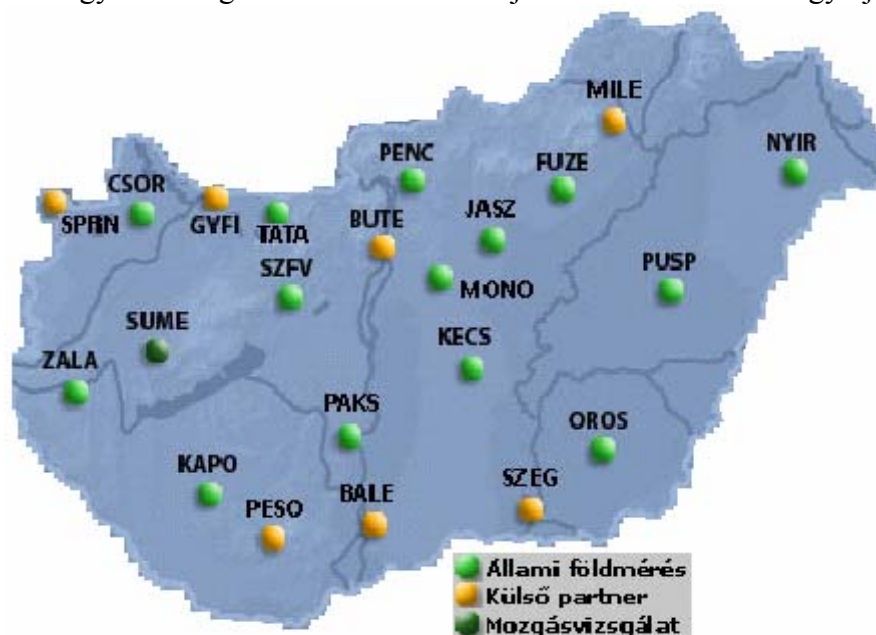 MILE
NYIR
PENC
FUZE
CSOR
SPRN
GYFI
TATA
BUTE
JASZ
SZFV
MONO
PUSP
SUME
KECS
ZALA
PAKS
OROS
KAPO
PESO
BAILE
SZEG
Állami földmérés
Külső partner
Mozgásvizsgálat